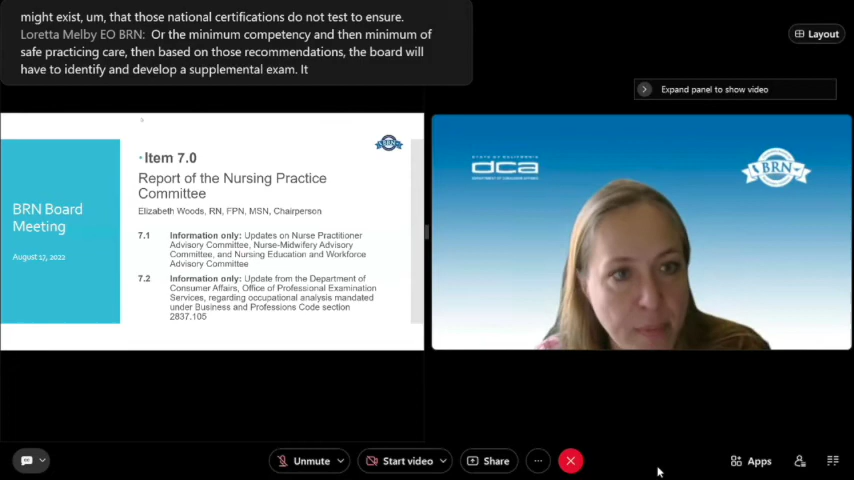 might exist, um, that those national certifications do not test to ensure.
Loretta Melby EO BRN: Or the minimum competency and then minimum of
safe practicing care, then based on those recommendations, the board will
have to identify and develop a supplemental exam. It
Layout
Expand panel to show video
BRN Board
Meeting
August 17, 2022
BRN
• Item 7.0
Report of the Nursing Practice
Committee
Elizabeth Woods, RN, FPN, MSN, Chairperson
7.1 Information only: Updates on Nurse Practitioner
Advisory Committee, Nurse-Midwifery Advisory
Committee, and Nursing Education and Workforce
Advisory Committee
7.2 Information only: Update from the Department of
Consumer Affairs, Office of Professional Examination
Services, regarding occupational analysis mandated
under Business and Professions Code section
2837.105
STATE OF CALIFORNIA
dca
DEPARTMENT OF CONSUMER AFFAIRS
BRN
Unmute
Start video
Share
Apps